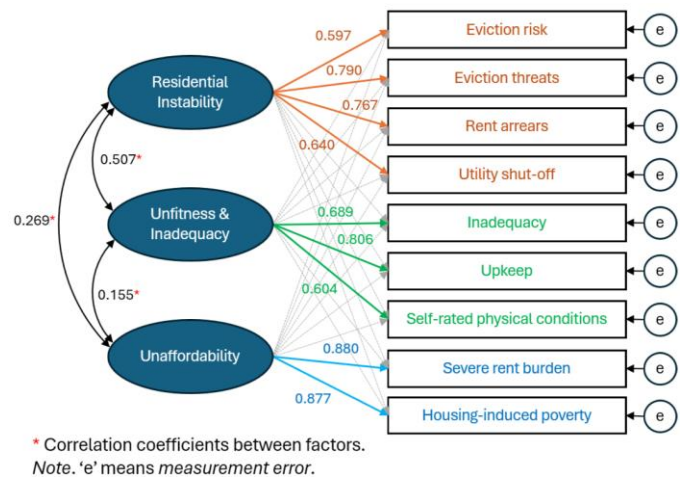 Residential
Instability
Unfitness &
Inadequacy
Unaffordability
0.507*
0.269*
0.155*
0.597
0.790
0.767
0.640
0.689
0.806
0.604
0.880
0.877
Eviction risk
e
Eviction threats
e
Rent arrears
e
Utility shut-off
e
Inadequacy
e
Upkeep
e
Self-rated physical conditions
e
Severe rent burden
e
Housing-induced poverty
e
* Correlation coefficients between factors.
Note. ‘e’ means measurement error.